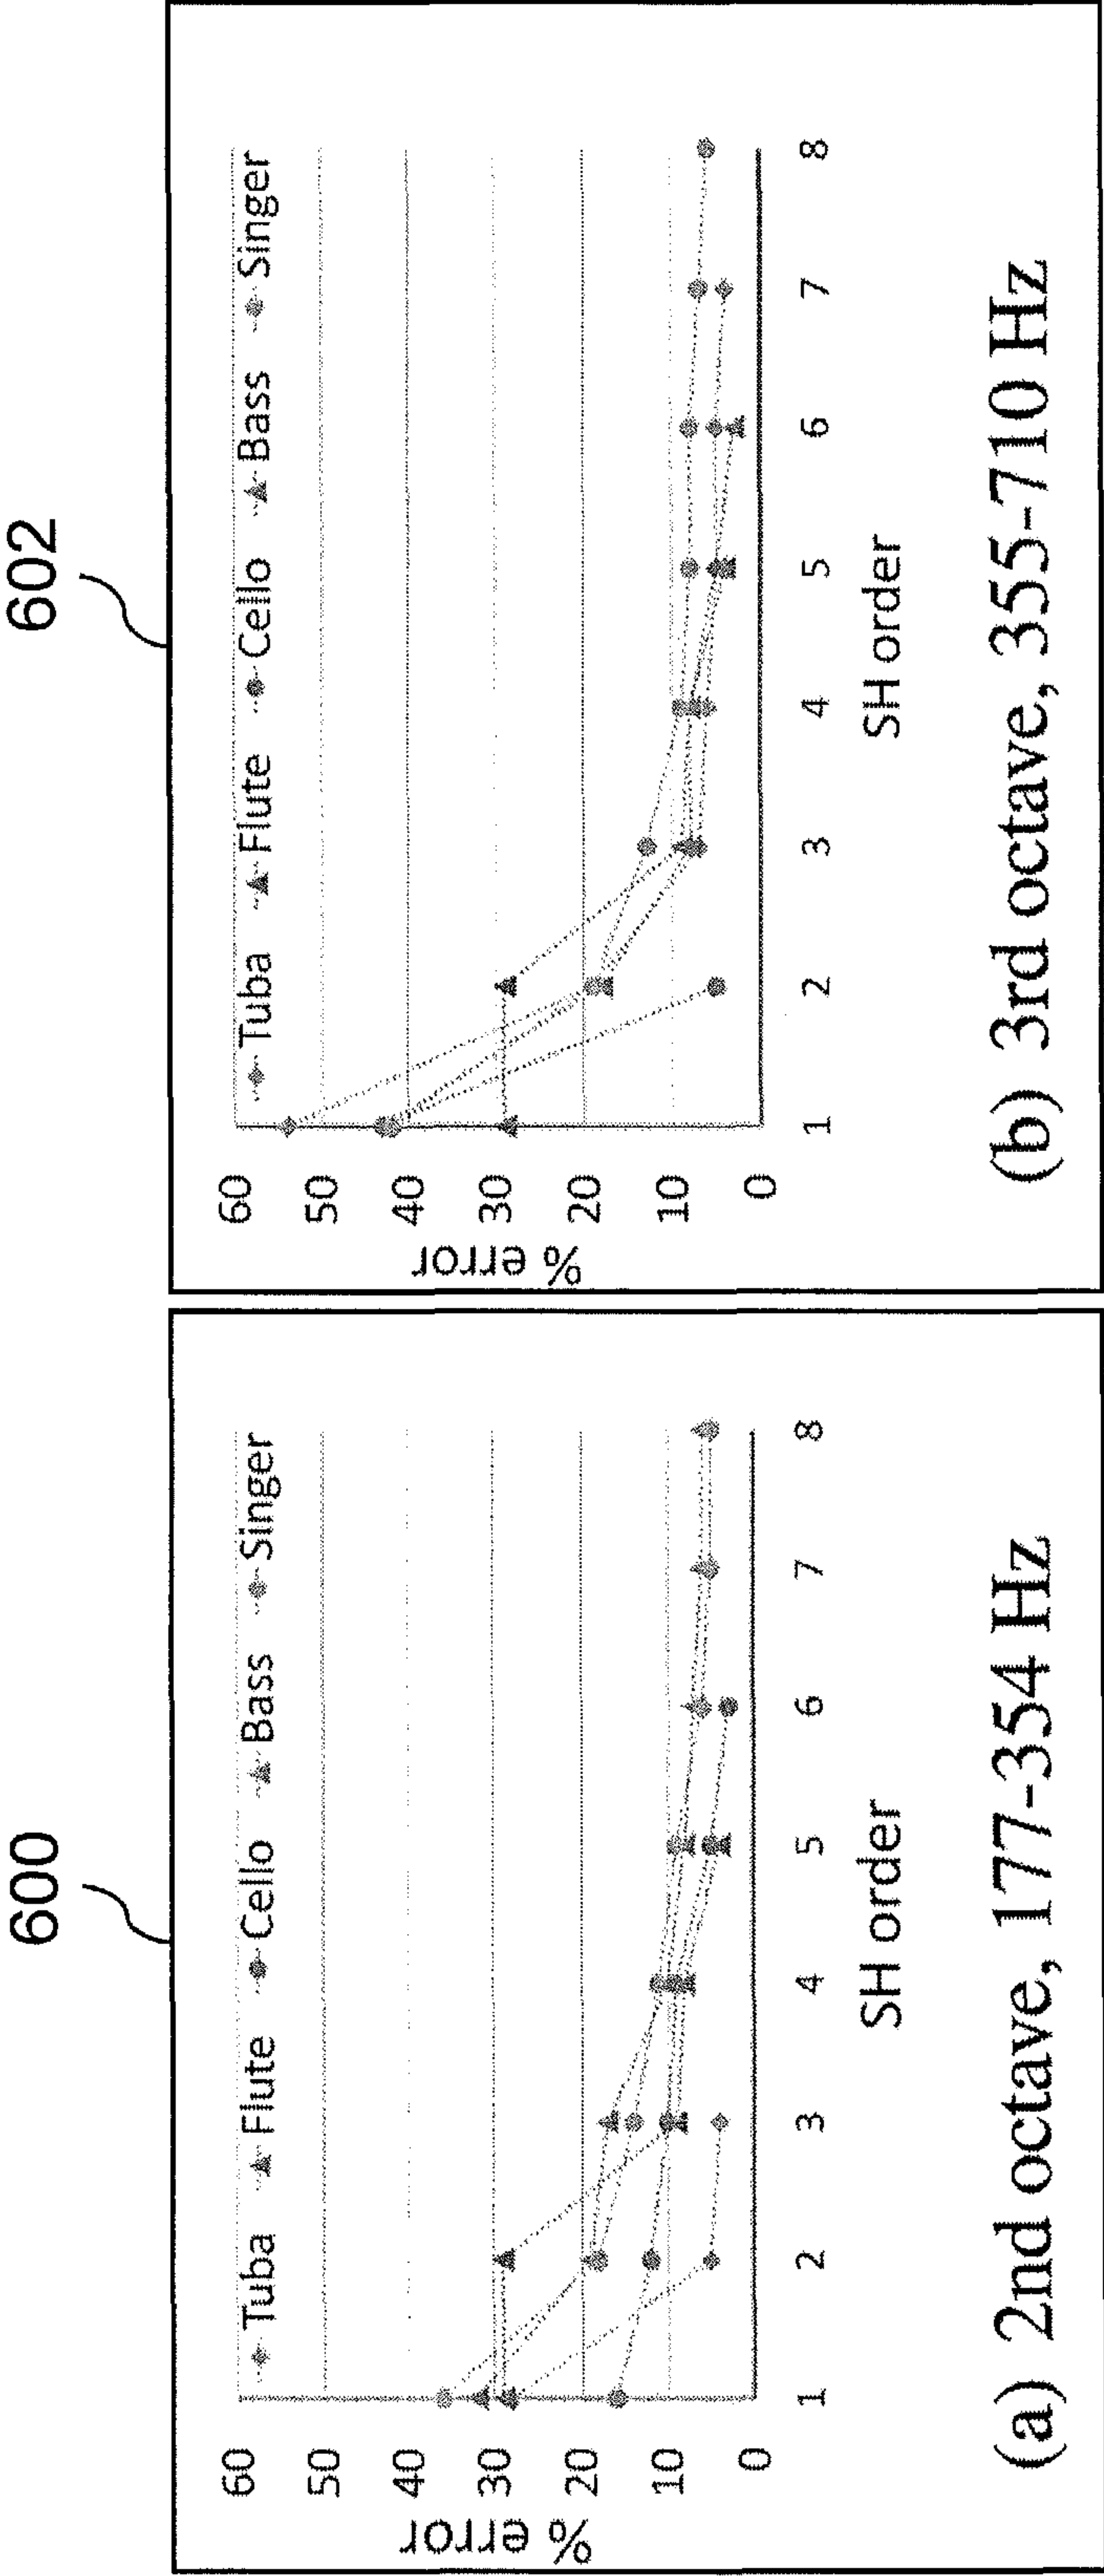 600
60
50
40
30
20
10
0
% error
Tuba Flute Cello Bass Singer
1 2 3 4 5 6 7 8
SH order
(a) 2nd octave, 177-354 Hz
602
60
50
40
30
20
10
0
% error
Tuba Flute Cello Bass Singer
1 2 3 4 5 6 7 8
SH order
(b) 3rd octave, 355-710 Hz